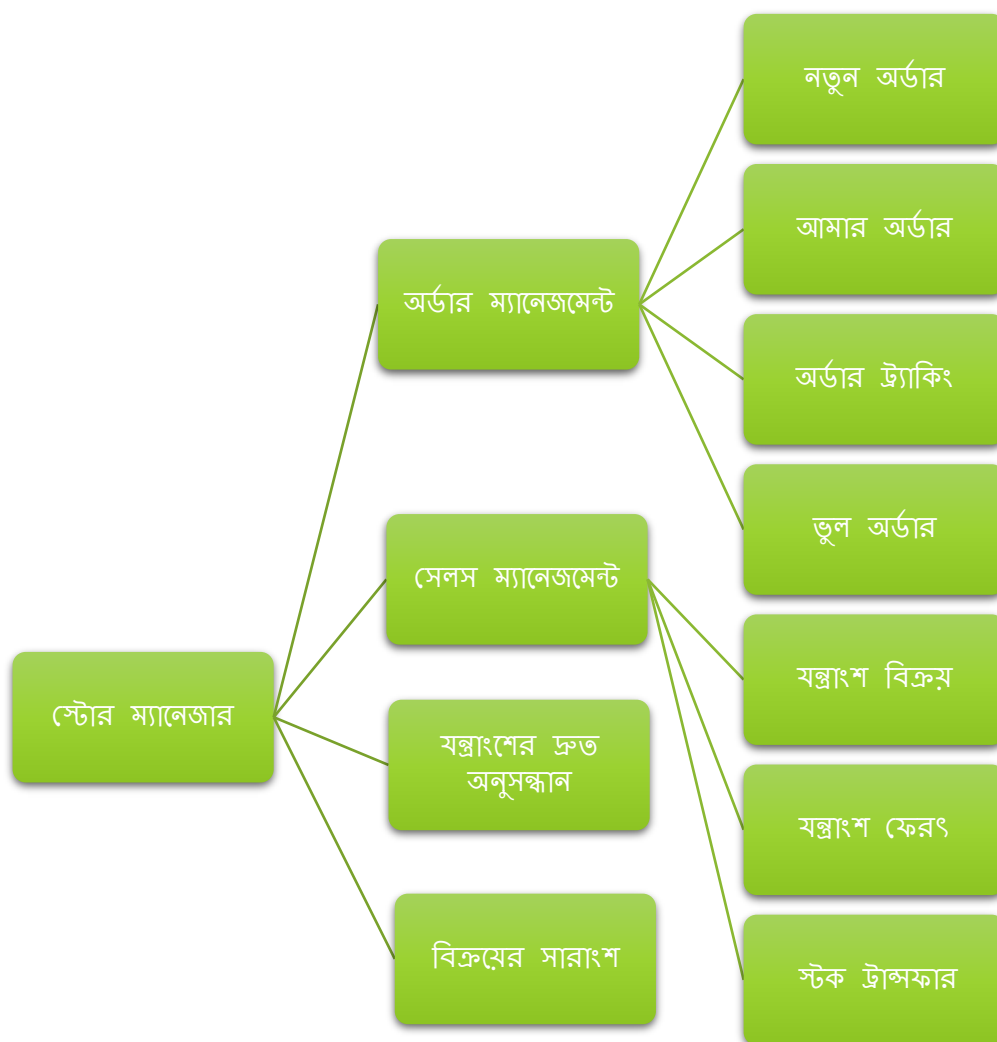 স্টোর ম্যানেজার
অর্ডার ম্যানেজমেন্ট
নতুন অর্ডার
আমার অর্ডার
অর্ডার ট্র্যাকিং
ভুল অর্ডার
সেলস ম্যানেজমেন্ট
যন্ত্রাংশ বিক্রয়
যন্ত্রাংশ ফেরৎ
স্টক ট্রান্সফার
যন্ত্রাংশের দ্রুত
অনুসন্ধান
বিক্রয়ের সারাংশ